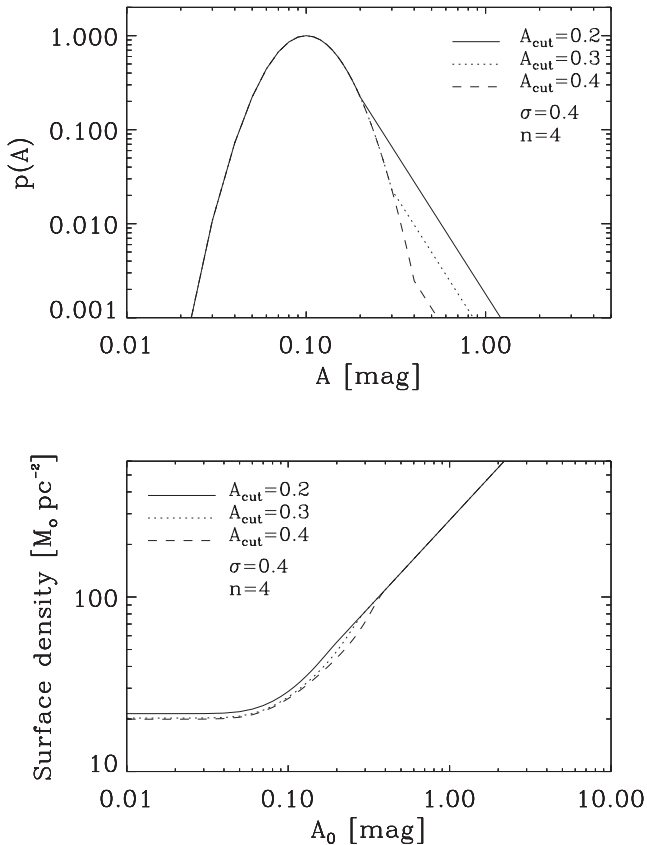 1.000
0.100
0.010
0.001
p(A)
A_cut=0.2
A_cut=0.3
A_cut=0.4
σ=0.4
n=4
0.01 0.10 1.00
A [mag]
Surface density [M_o pc^-2]
100
10
A_cut=0.2
A_cut=0.3
A_cut=0.4
σ=0.4
n=4
0.01 0.10 1.00 10.00
A_0 [mag]